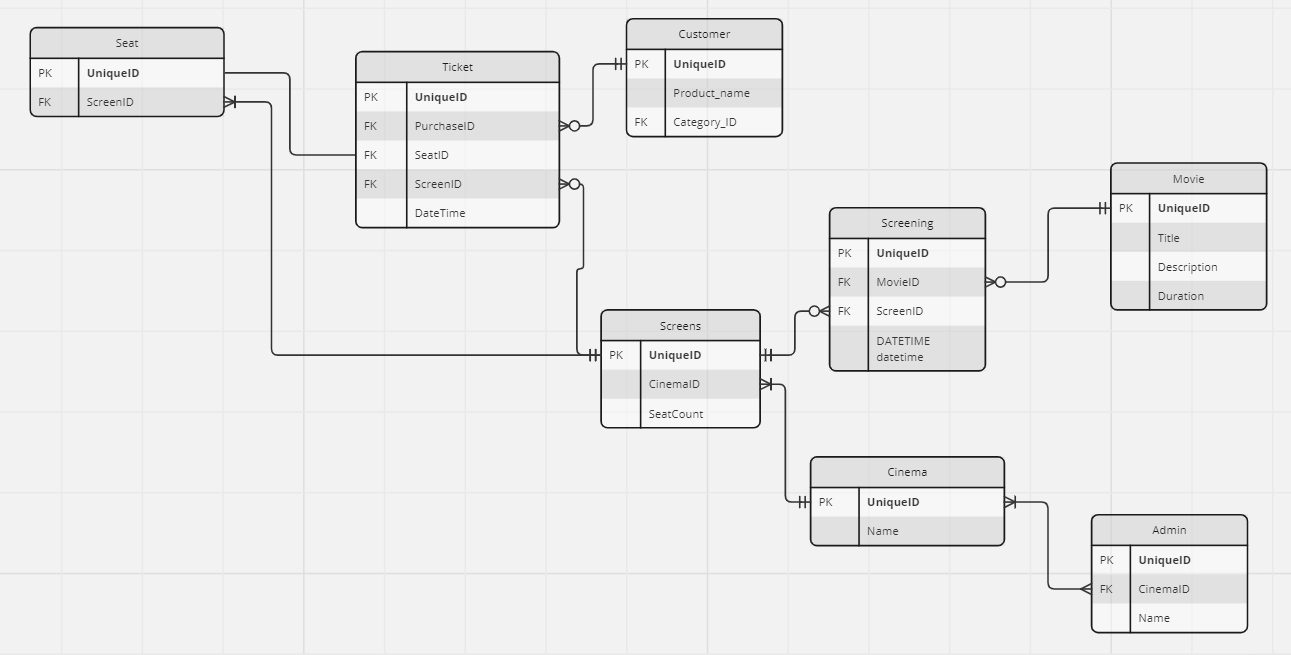 Seat
PK UniqueID
FK ScreenID
Ticket
PK UniqueID
FK PurchaseID
FK SeatID
FK ScreenID
DateTime
Customer
PK UniqueID
Product_name
FK Category_ID
Movie
PK UniqueID
Title
Description
Duration
Screening
PK UniqueID
FK MovieID
FK ScreenID
DATETIME
datetime
Screens
PK UniqueID
CinemaID
SeatCount
Cinema
PK UniqueID
Name
Admin
PK UniqueID
FK CinemaID
Name